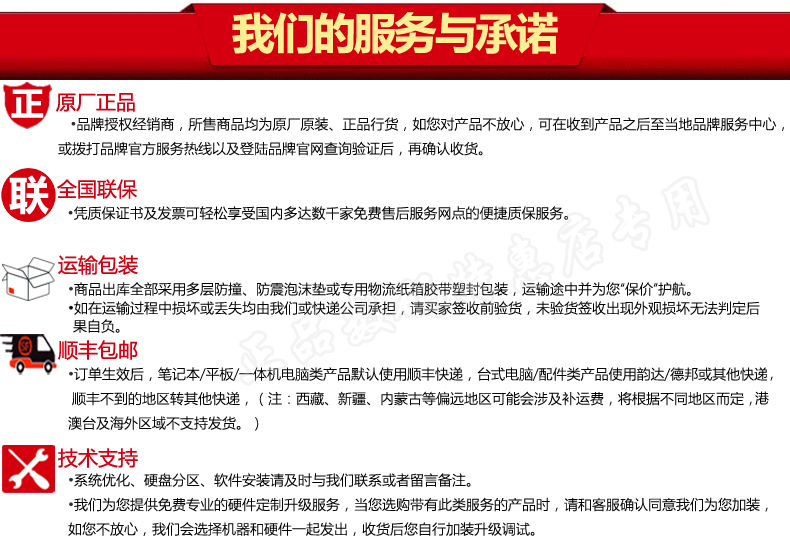 我们的服务与承诺
正
原厂正品
•品牌授权经销商，所售商品均为原厂原装、正品行货，如您对产品不放心，可在收到产品之后至当地品牌服务中心，
或拨打品牌官方服务热线以及登陆品牌官网查询验证后，再确认收货。
联
全国联保
•凭质保证书及发票可轻松享受国内多达数千家免费售后服务网点的便捷质保服务。
运输包装
•商品出库全部采用多层防撞、防震泡沫垫或专用物流纸箱胶带塑封包装，运输途中并为您“保价”护航。
•如在运输过程中损坏或丢失均由我们或快递公司承担，请买家签收前验货，未验货签收出现外观损坏无法判定后
果自负。
SF
顺丰包邮
•订单生效后，笔记本/平板/一体机电脑类产品默认使用顺丰快递，台式电脑/配件类产品使用韵达/德邦或其他快递，
顺丰不到的地区转其他快递，（注：西藏、新疆、内蒙古等偏远地区可能会涉及补运费，将根据不同地区而定，港
澳台及海外区域不支持发货。）
技术支持
•系统优化、硬盘分区、软件安装请及时与我们联系或者留言备注。
•我们为您提供免费专业的硬件定制升级服务，当您选购带有此类服务的产品时，请和客服确认同意我们为您加装，
如您不放心，我们会选择机器和硬件一起发出，收货后您自行加装升级调试。
正品数码特惠店专用